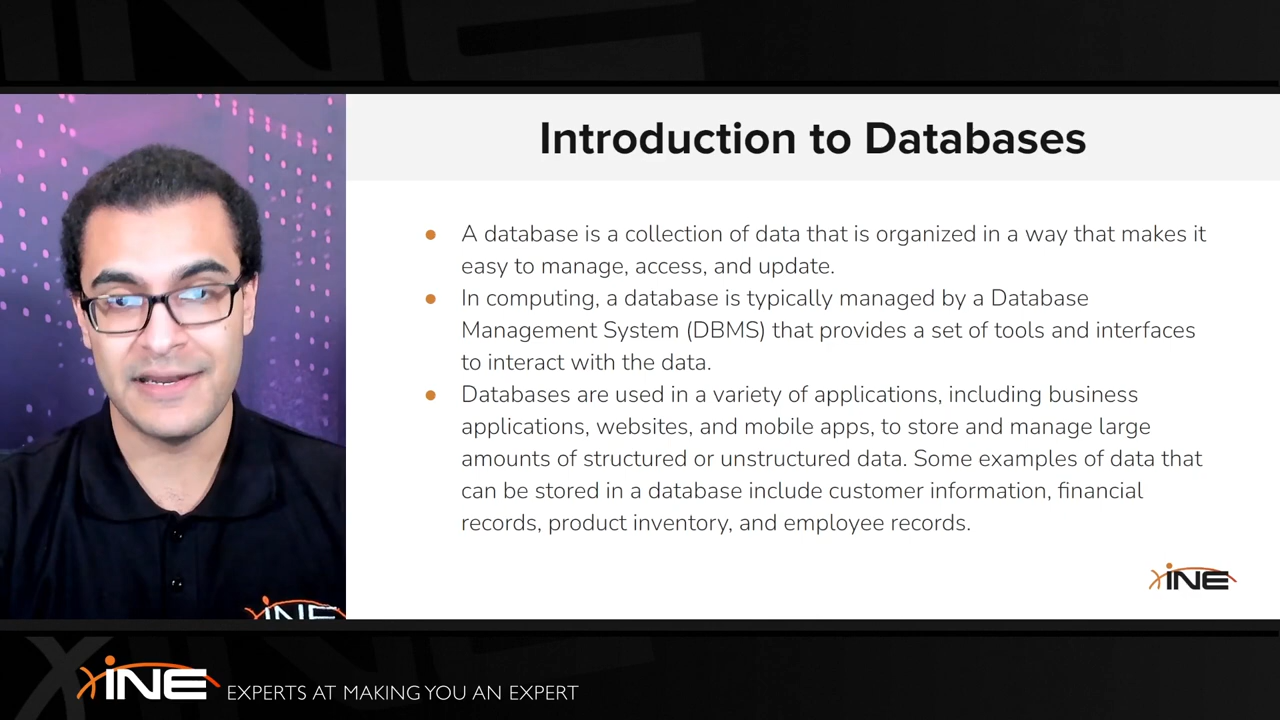 Introduction to Databases
● A database is a collection of data that is organized in a way that makes it
easy to manage, access, and update.
● In computing, a database is typically managed by a Database
Management System (DBMS) that provides a set of tools and interfaces
to interact with the data.
● Databases are used in a variety of applications, including business
applications, websites, and mobile apps, to store and manage large
amounts of structured or unstructured data. Some examples of data that
can be stored in a database include customer information, financial
records, product inventory, and employee records.
iNE
iNE
iNE EXPERTS AT MAKING YOU AN EXPERT